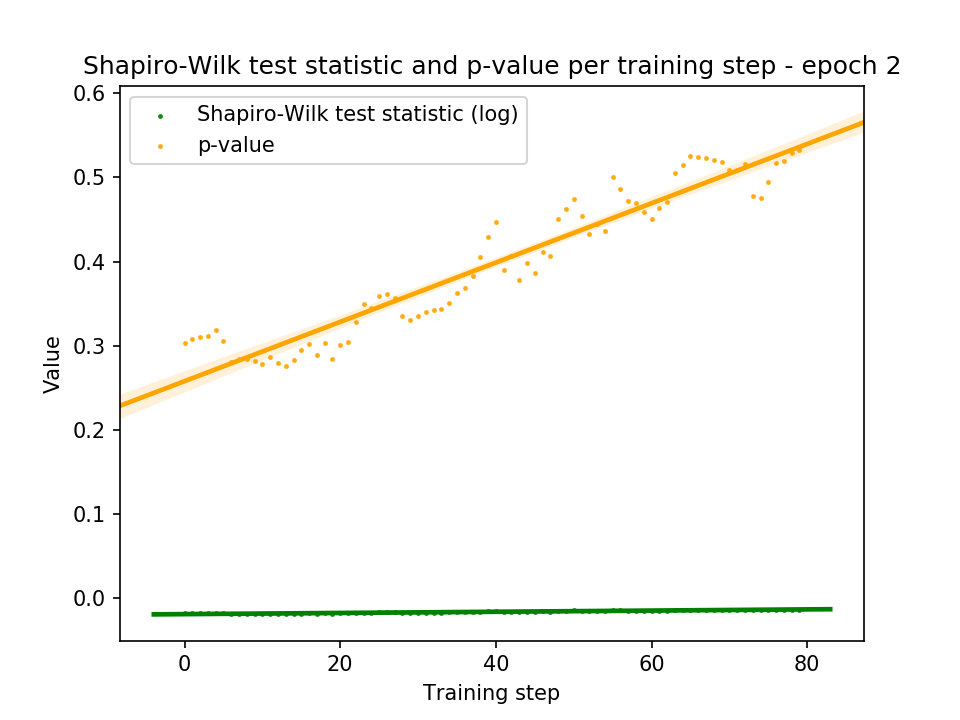 Shapiro-Wilk test statistic and p-value per training step - epoch 2
Shapiro-Wilk test statistic (log)
p-value
Value
0.6
0.5
0.4
0.3
0.2
0.1
0.0
0 20 40 60 80
Training step